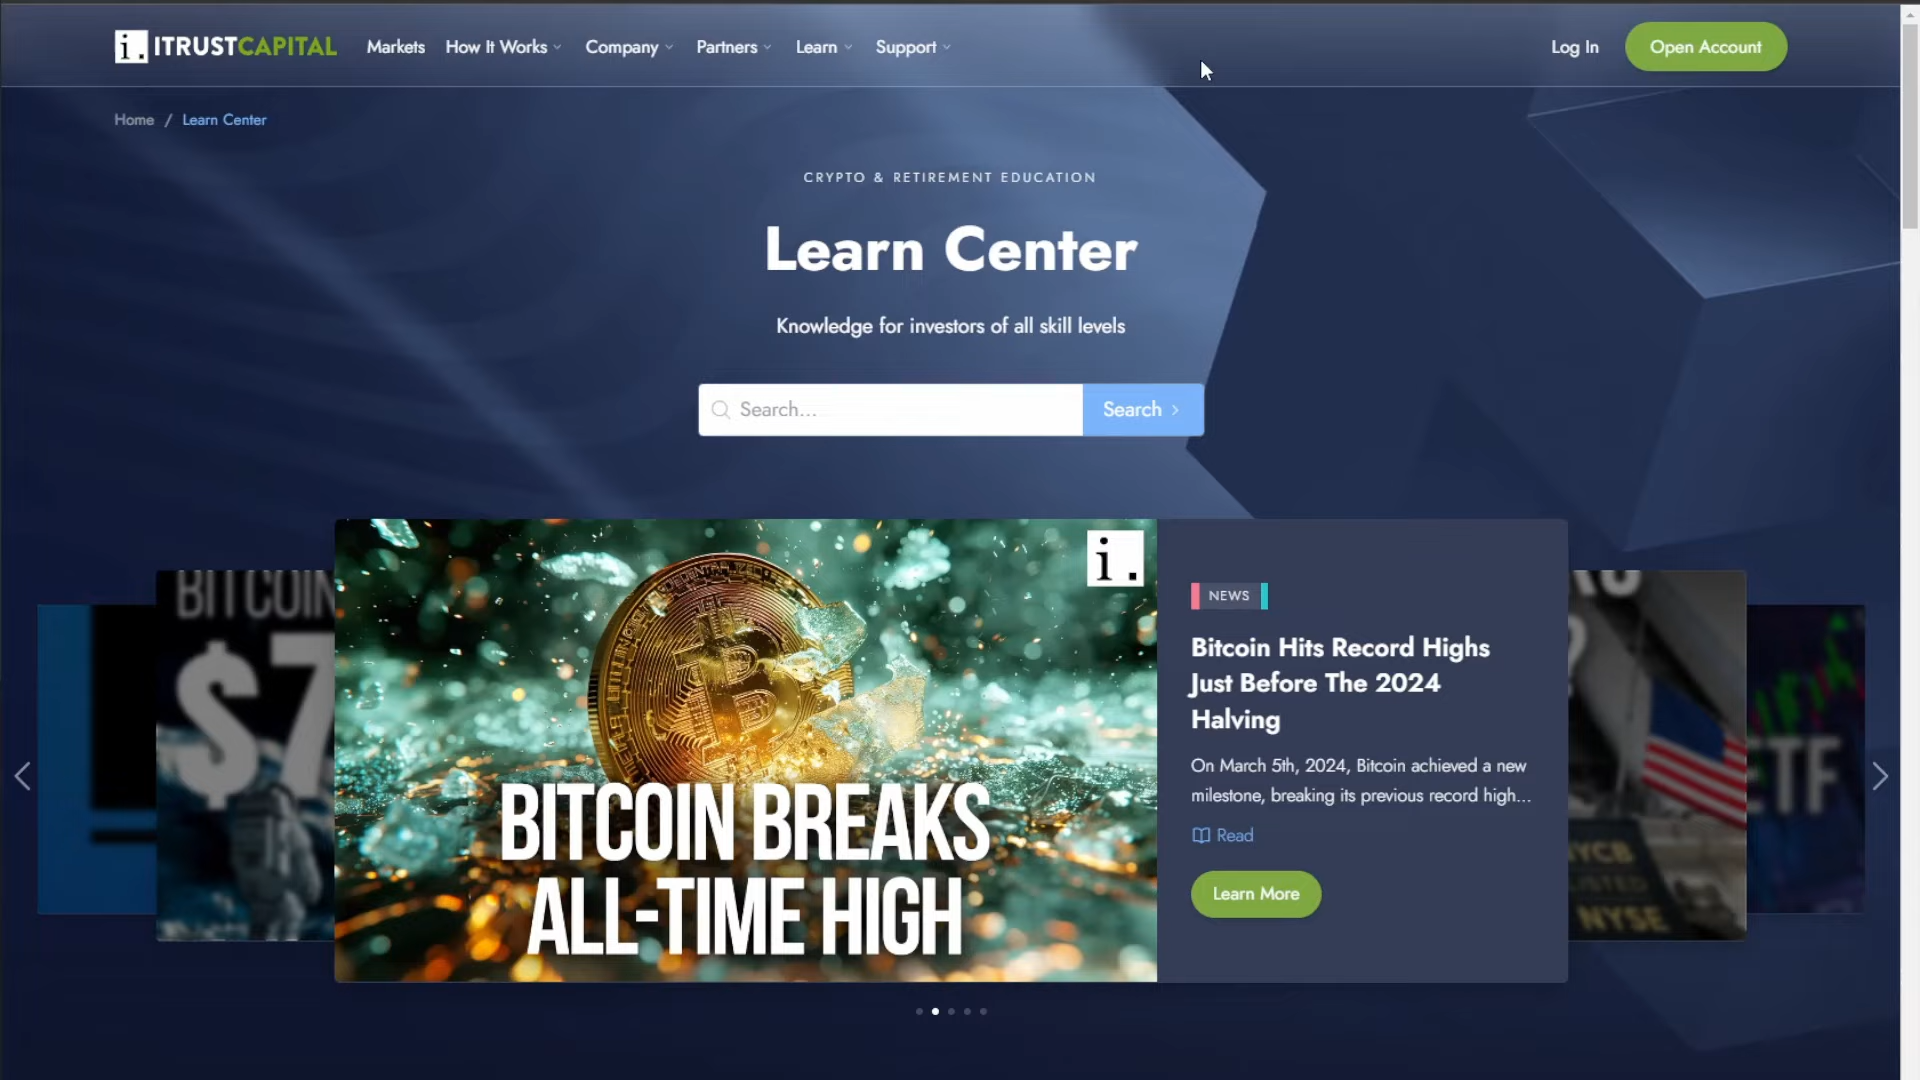 i. ITRUSTCAPITAL Markets How It Works Company Partners Learn Support Log In Open Account
Home / Learn Center
CRYPTO & RETIREMENT EDUCATION
Learn Center
Knowledge for investors of all skill levels
Search... Search
BITCOIN
$7
i.
BITCOIN BREAKS
ALL-TIME HIGH
NEWS
Bitcoin Hits Record Highs
Just Before The 2024
Halving
On March 5th, 2024, Bitcoin achieved a new
milestone, breaking its previous record high...
Read
Learn More
NYCB
LISTED
NYSE
ETF